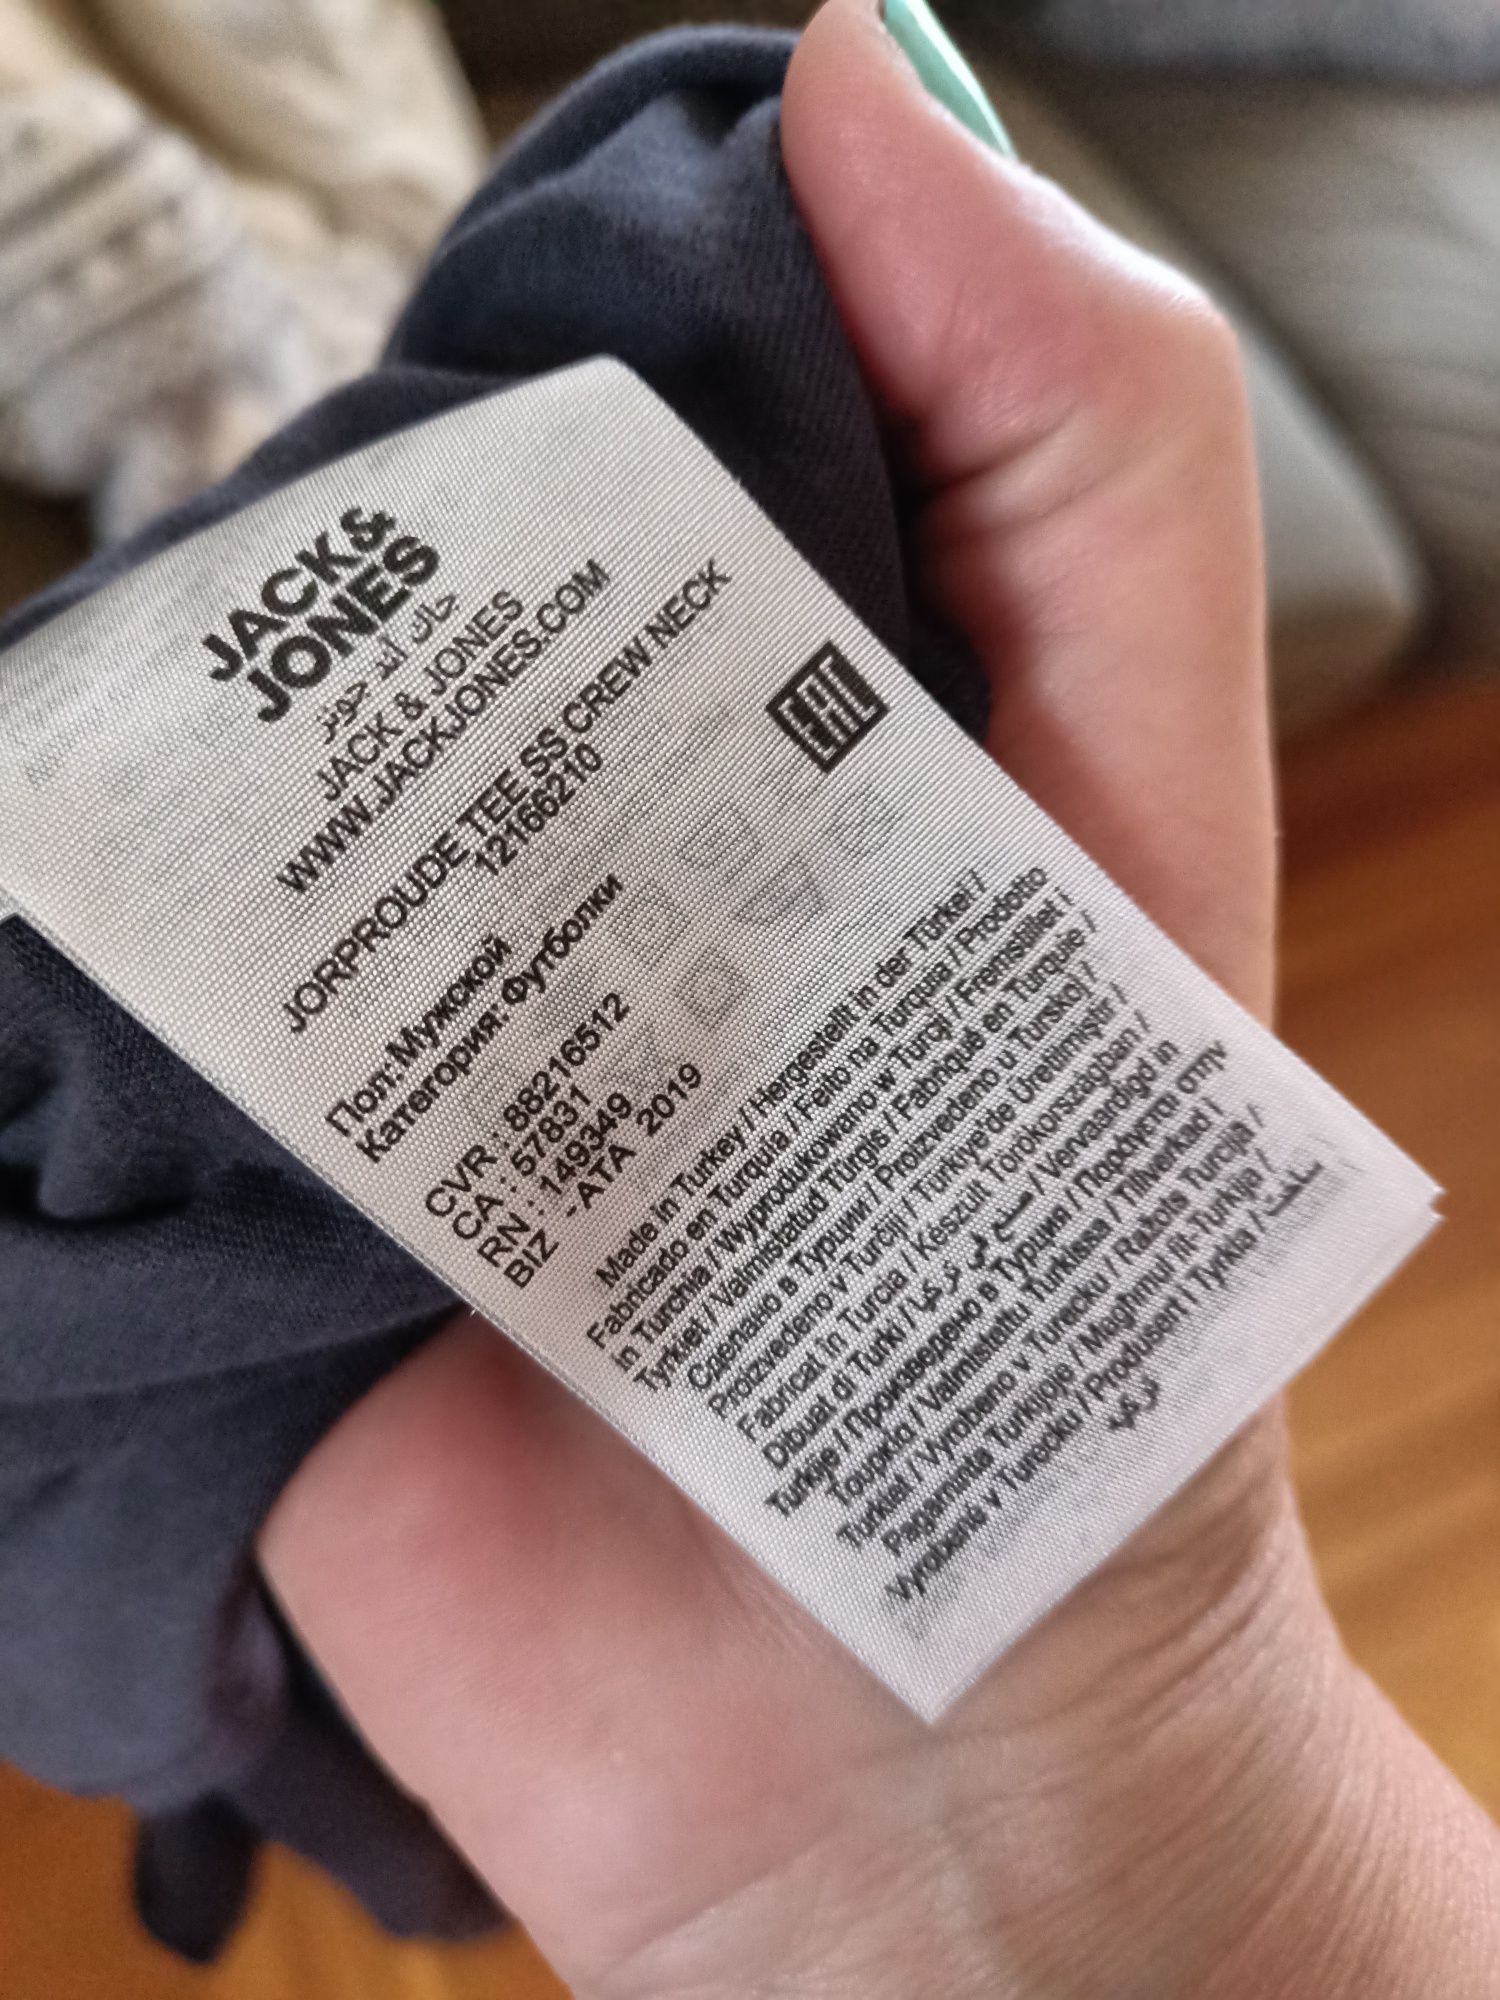 JACK&
JONES
جاك اند جونز
JACK & JONES
WWW.JACKJONES.COM
JORPROUDE TEE SS CREW NECK
12166210
EAC
Пол: Мужской
Категория: Футболки
CVR : 88216512
CA : 57831
RN : 149349
BIZ - ATA 2019
Made in Turkey / Hergestellt in der Türkei /
Fabricado en Turquía / Feito na Turquia / Prodotto
in Turchia / Wyprodukowano w Turcji / Fremstillet i
Tyrkiet / Valmistatud Türgis / Fabriqué en Turquie /
Сделано в Турции / Proizvedeno u Turskoj /
Proizvedeno v Turčiji / Türkiye'de Üretilmiştir /
Fabricat în Turcia / Készült Törökországban /
Dibuat di Turki / صنع في تركيا / Vervaardigd in
Turkije / Произведено в Турция / Παράγεται στην
Τουρκία / Valmistettu Turkissa / Tillverkad i
Turkiet / Vyrobeno v Turecku / Ražots Turcijā /
Pagaminta Turkijoje / Magħmul fit-Turkija /
Vyrobené v Turecku / Produsert i Tyrkia / ساخت
ترکیه